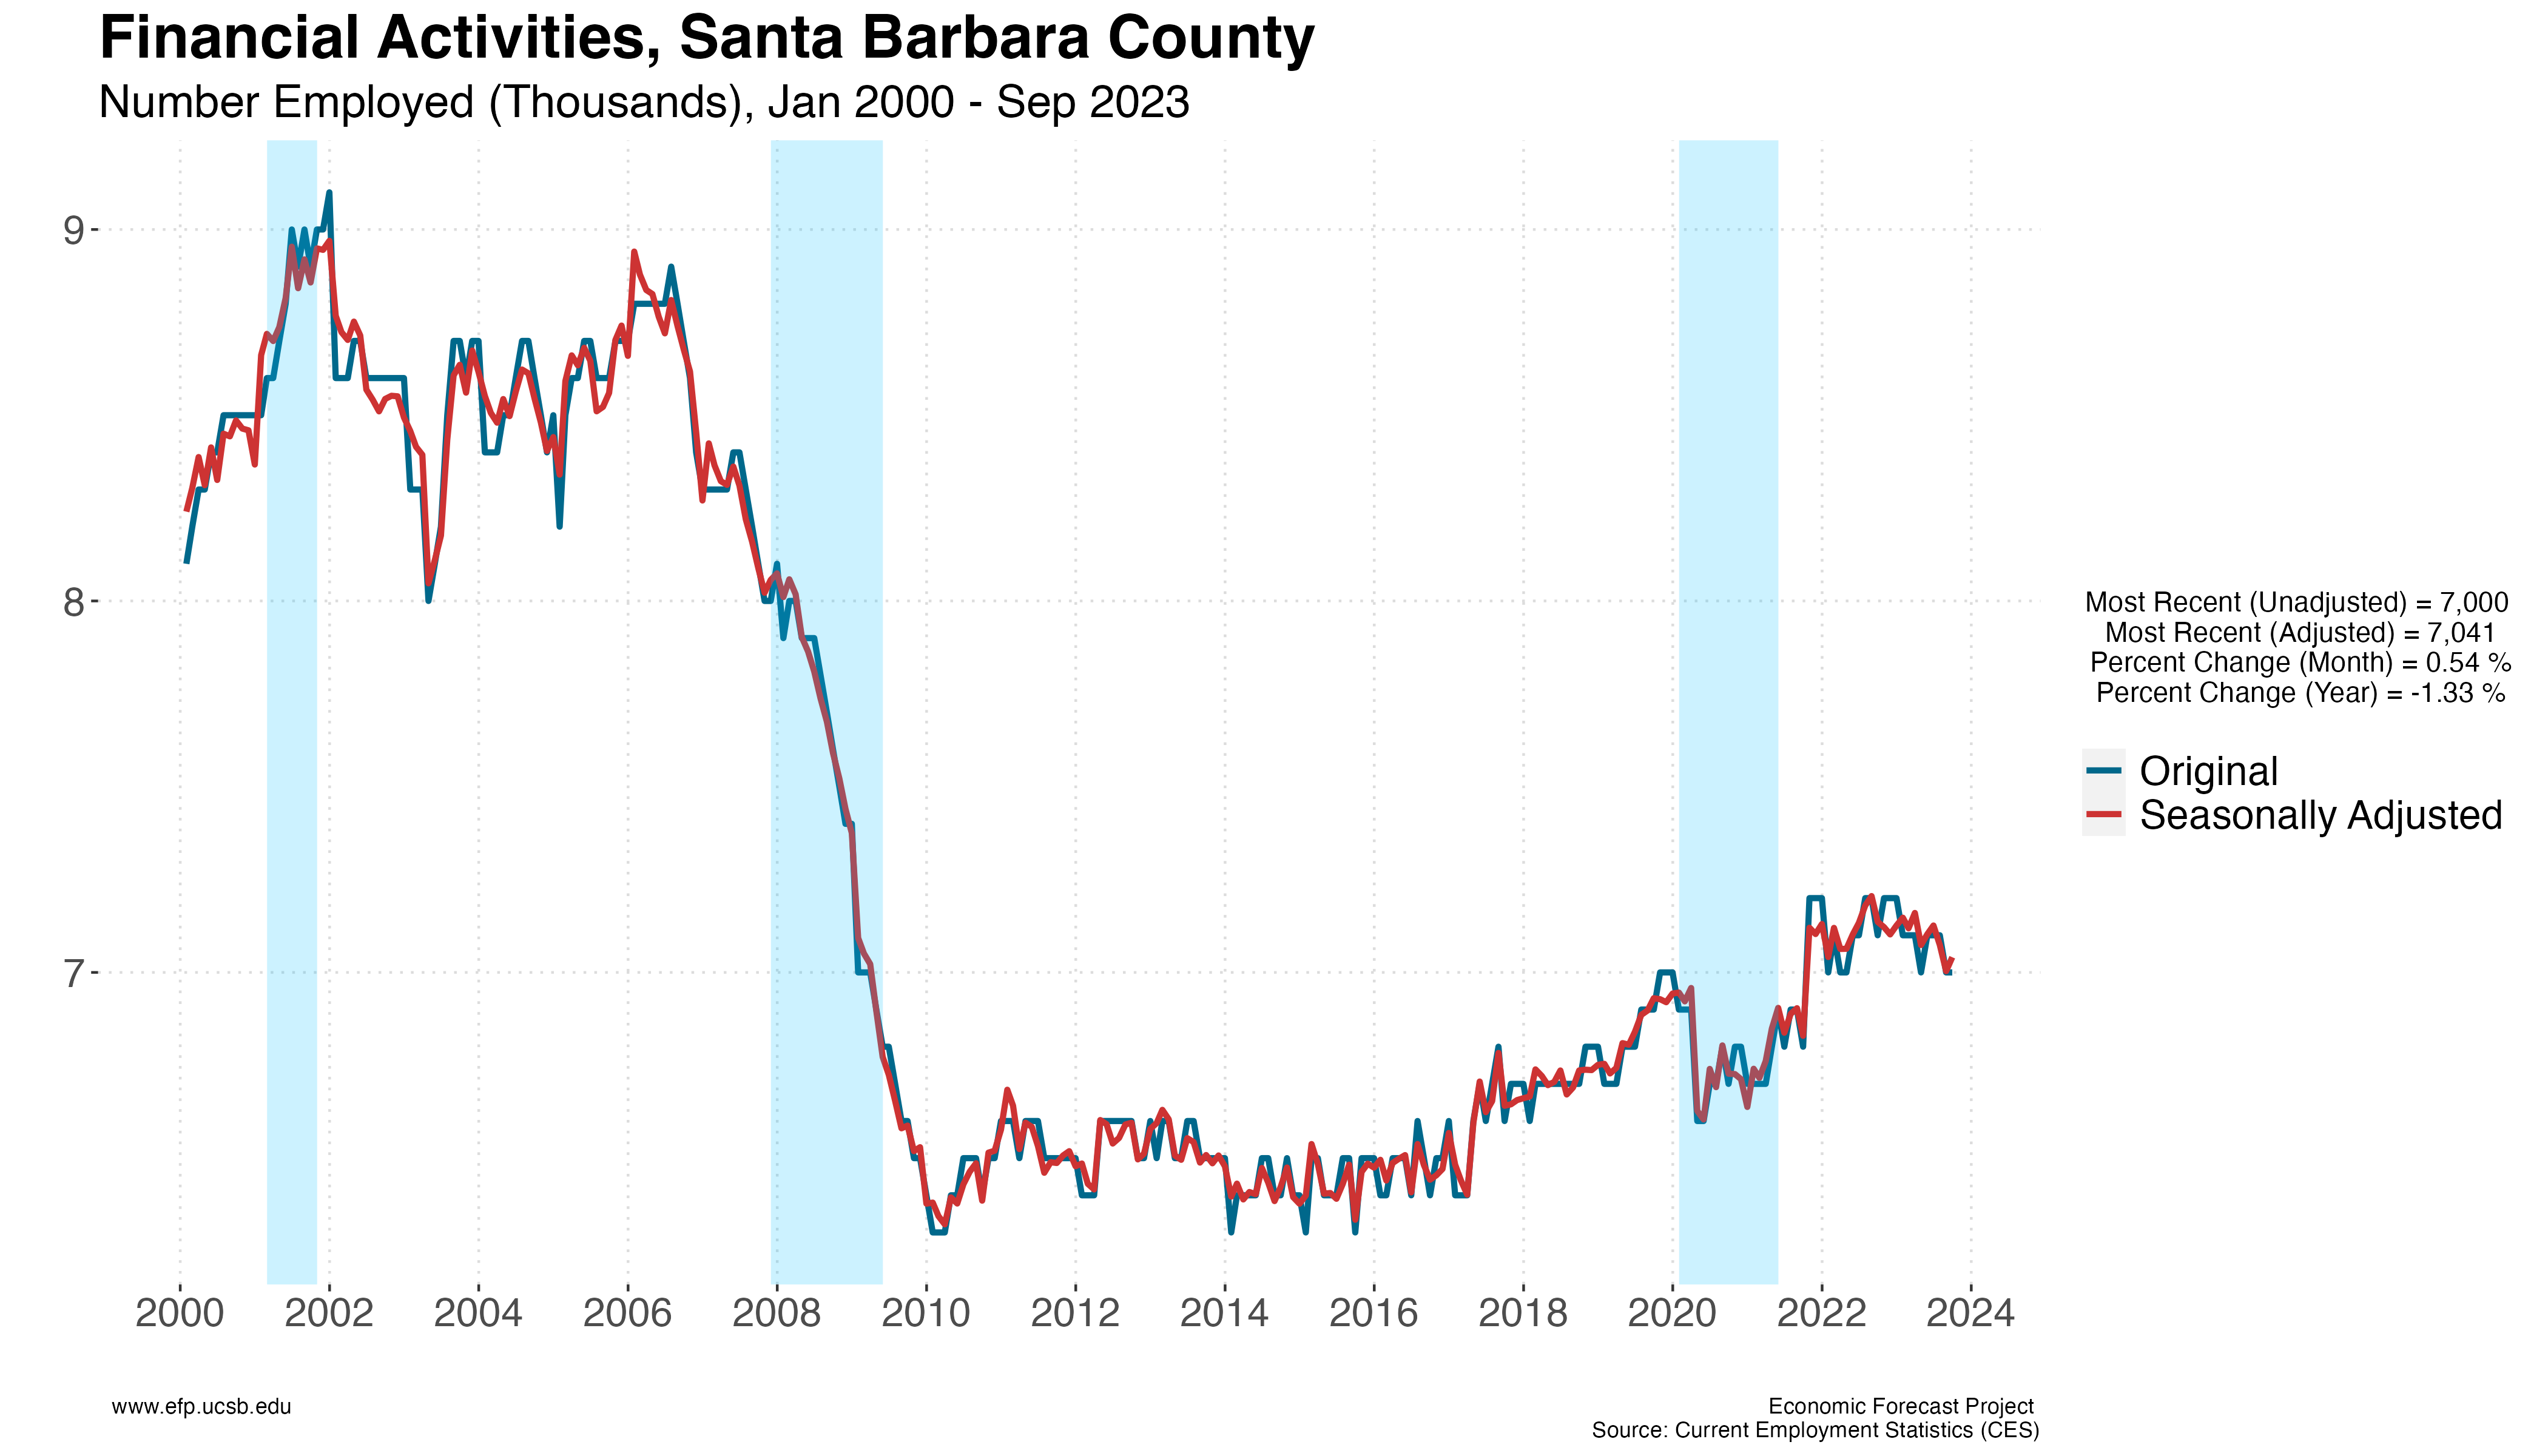 Financial Activities, Santa Barbara County
Number Employed (Thousands), Jan 2000 - Sep 2023
9
8
7
2000 2002 2004 2006 2008 2010 2012 2014 2016 2018 2020 2022 2024
Most Recent (Unadjusted) = 7,000
Most Recent (Adjusted) = 7,041
Percent Change (Month) = 0.54 %
Percent Change (Year) = -1.33 %
Original
Seasonally Adjusted
www.efp.ucsb.edu
Economic Forecast Project
Source: Current Employment Statistics (CES)